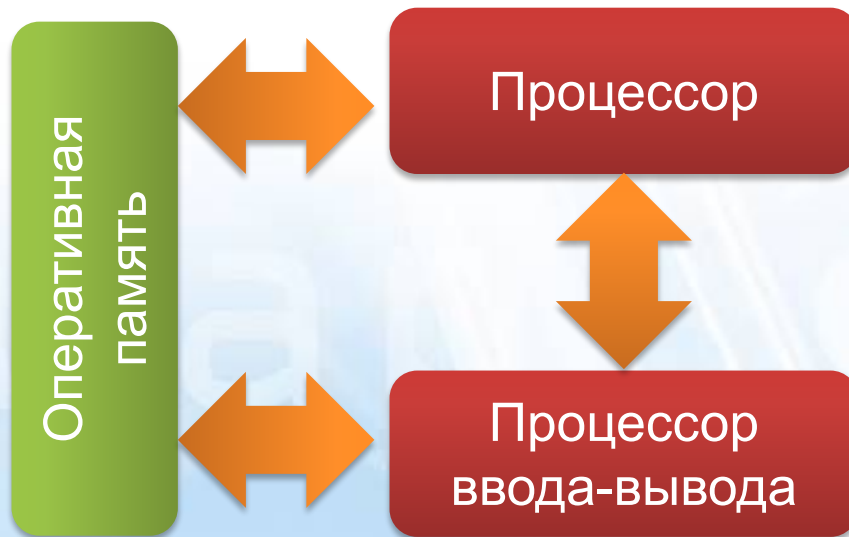 Оперативная
память
Процессор
Процессор
ввода-вывода